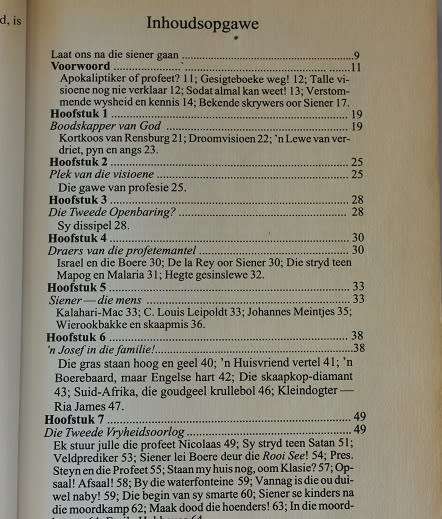 d, is
Inhoudsopgawe
Laat ons na die siener gaan ........ 9
Voorwoord ........ 11
Apokaliptiker of profeet? 11; Gesigteboeke weg! 12; Talle vi-
sioene nog nie verklaar 12; Sodat almal kan weet! 13; Verstom-
mende wysheid en kennis 14; Bekende skrywers oor Siener 17.
Hoofstuk 1 ........ 19
Boodskapper van God ........ 19
Kortkoos van Rensburg 21; Droomvisioen 22; 'n Lewe van ver-
driet, pyn en angs 23.
Hoofstuk 2 ........ 25
Plek van die visioene ........ 25
Die gawe van profesie 25.
Hoofstuk 3 ........ 28
Die Tweede Openbaring? ........ 28
Sy dissipel 28.
Hoofstuk 4 ........ 30
Draers van die profetemantel ........ 30
Israel en die Boere 30; De la Rey oor Siener 30; Die stryd teen
Mapog en Malaria 31; Hegte gesinslewe 32.
Hoofstuk 5 ........ 33
Siener — die mens ........ 33
Kalahari-Mac 33; C. Louis Leipoldt 33; Johannes Meintjes 35;
Wierookbakke en skaapmis 36.
Hoofstuk 6 ........ 38
'n Josef in die familie! ........ 38
Die gras staan hoog en geel 40; 'n Huisvriend vertel 41; 'n
Boerebaard, maar Engelse hart 42; Die skaapkop-diamant
43; Suid-Afrika, die goudgeel krullebol 46; Kleindogter —
Ria James 47.
Hoofstuk 7 ........ 49
Die Tweede Vryheidsoorlog ........ 49
Ek stuur julle die profeet Nicolaas 49; Sy stryd teen Satan 51;
Veldprediker 53; Siener lei Boere deur die Rooi See! 54; Pres.
Steyn en die Profeet 55; Staan my huis nog, oom Klasie? 57; Op-
saal! Afsaal! 58; By die waterfonteine 59; Vannag is die ou dui-
wel naby! 59; Die begin van sy smarte 60; Siener se kinders na
die moordkamp 62; Maak dood die hoenders! 63; In die moord-